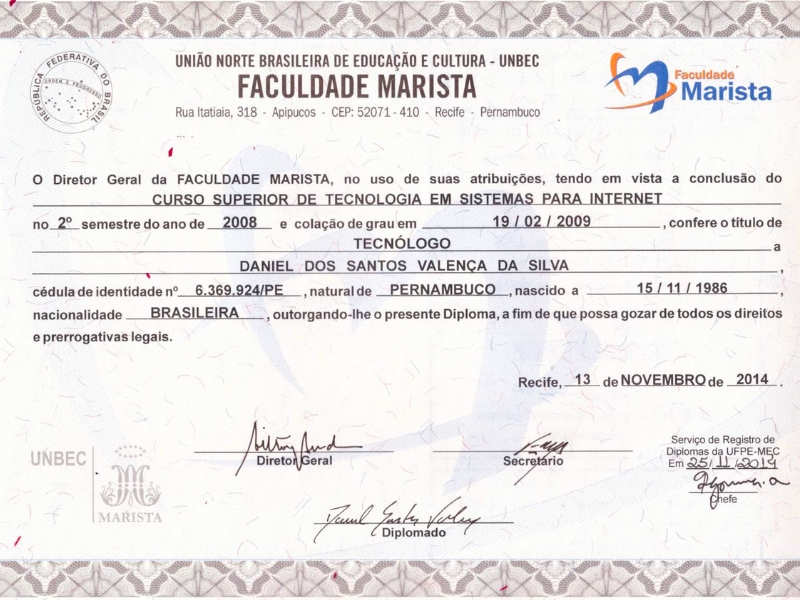 UNIÃO NORTE BRASILEIRA DE EDUCAÇÃO E CULTURA - UNBEC
FACULDADE MARISTA
Rua Itatiaia, 318 - Apipucos - CEP: 52071-410 - Recife - Pernambuco
REPÚBLICA FEDERATIVA DO BRASIL
ORDEM E PROGRESSO
Faculdade
Marista
O Diretor Geral da FACULDADE MARISTA, no uso de suas atribuições, tendo em vista a conclusão do
CURSO SUPERIOR DE TECNOLOGIA EM SISTEMAS PARA INTERNET
no 2º semestre do ano de 2008 e colação de grau em 19 / 02 / 2009 , confere o título de
TECNÓLOGO a
DANIEL DOS SANTOS VALENÇA DA SILVA ,
cédula de identidade nº 6.369.924/PE , natural de PERNAMBUCO , nascido a 15 / 11 / 1986 ,
nacionalidade BRASILEIRA , outorgando-lhe o presente Diploma, a fim de que possa gozar de todos os direitos
e prerrogativas legais.
Recife, 13 de NOVEMBRO de 2014 .
Diretor Geral
Secretário
Serviço de Registro de
Diplomas da UFPE-MEC
Em 25/11/2014
Chefe
UNBEC
MARISTA
Diplomado